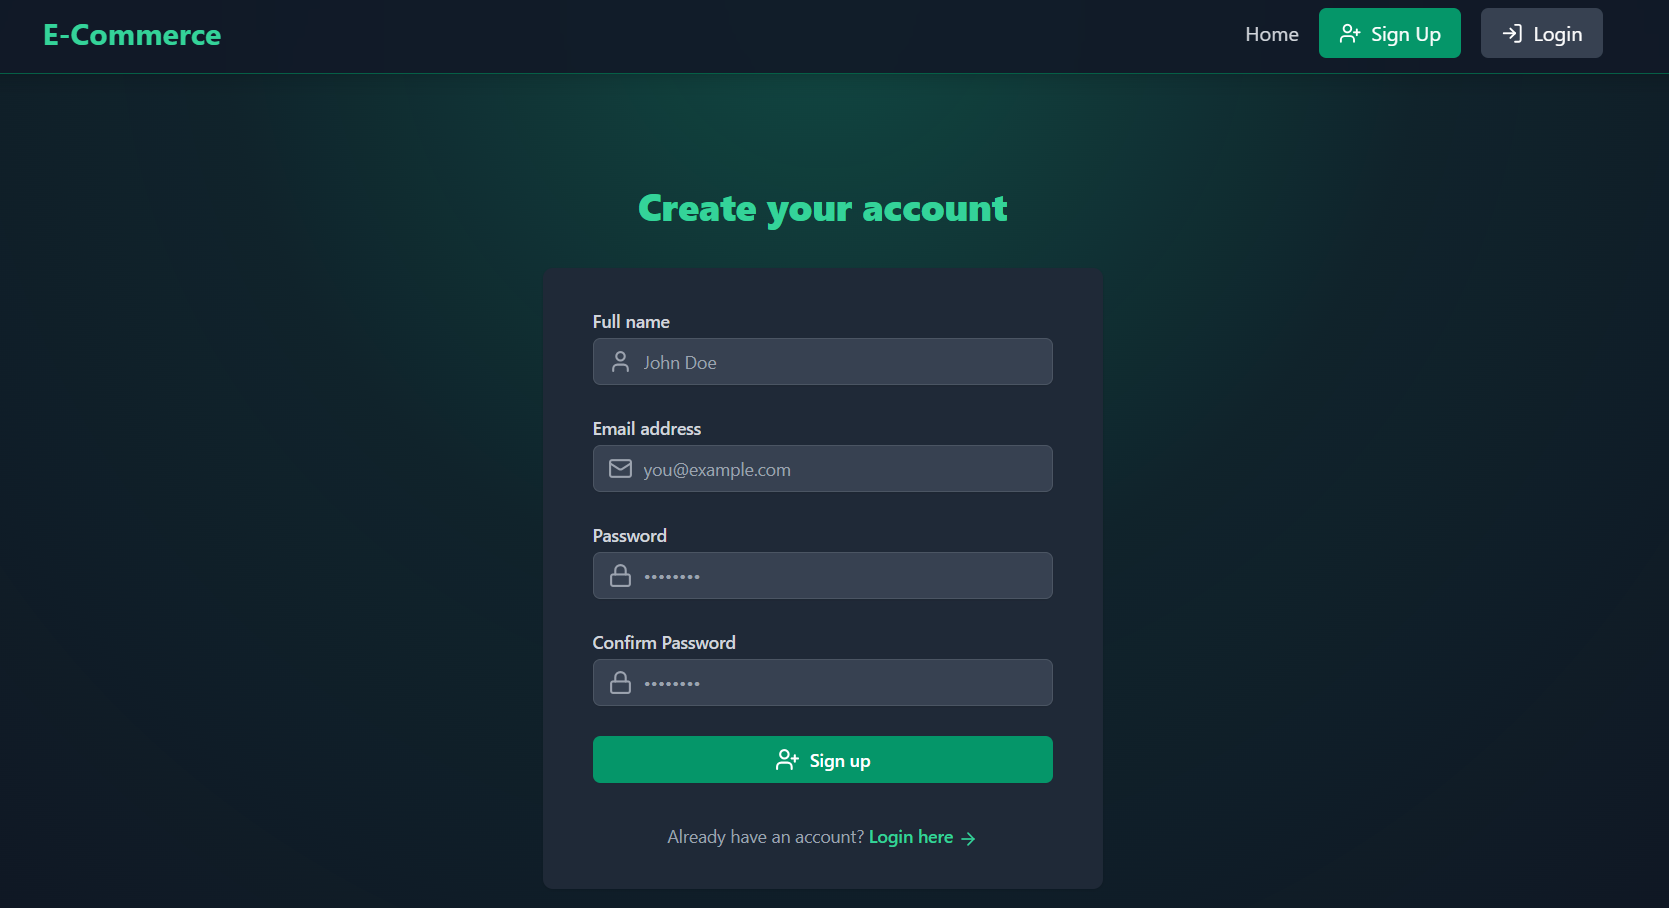 E-Commerce
Home
Sign Up
Login
Create your account
Full name
John Doe
Email address
you@example.com
Password
••••••••
Confirm Password
••••••••
Sign up
Already have an account? Login here →